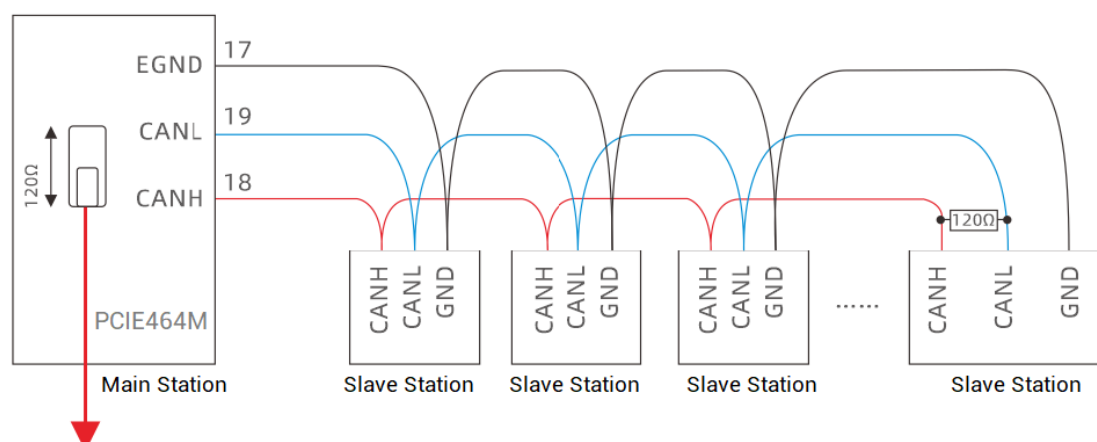 EGND 17
CANL 19
CANH 18
120Ω
PCIE464M
Main Station
CANH CANL GND
Slave Station
CANH CANL GND
Slave Station
CANH CANL GND
Slave Station
......
120Ω
CANH CANL GND
Slave Station